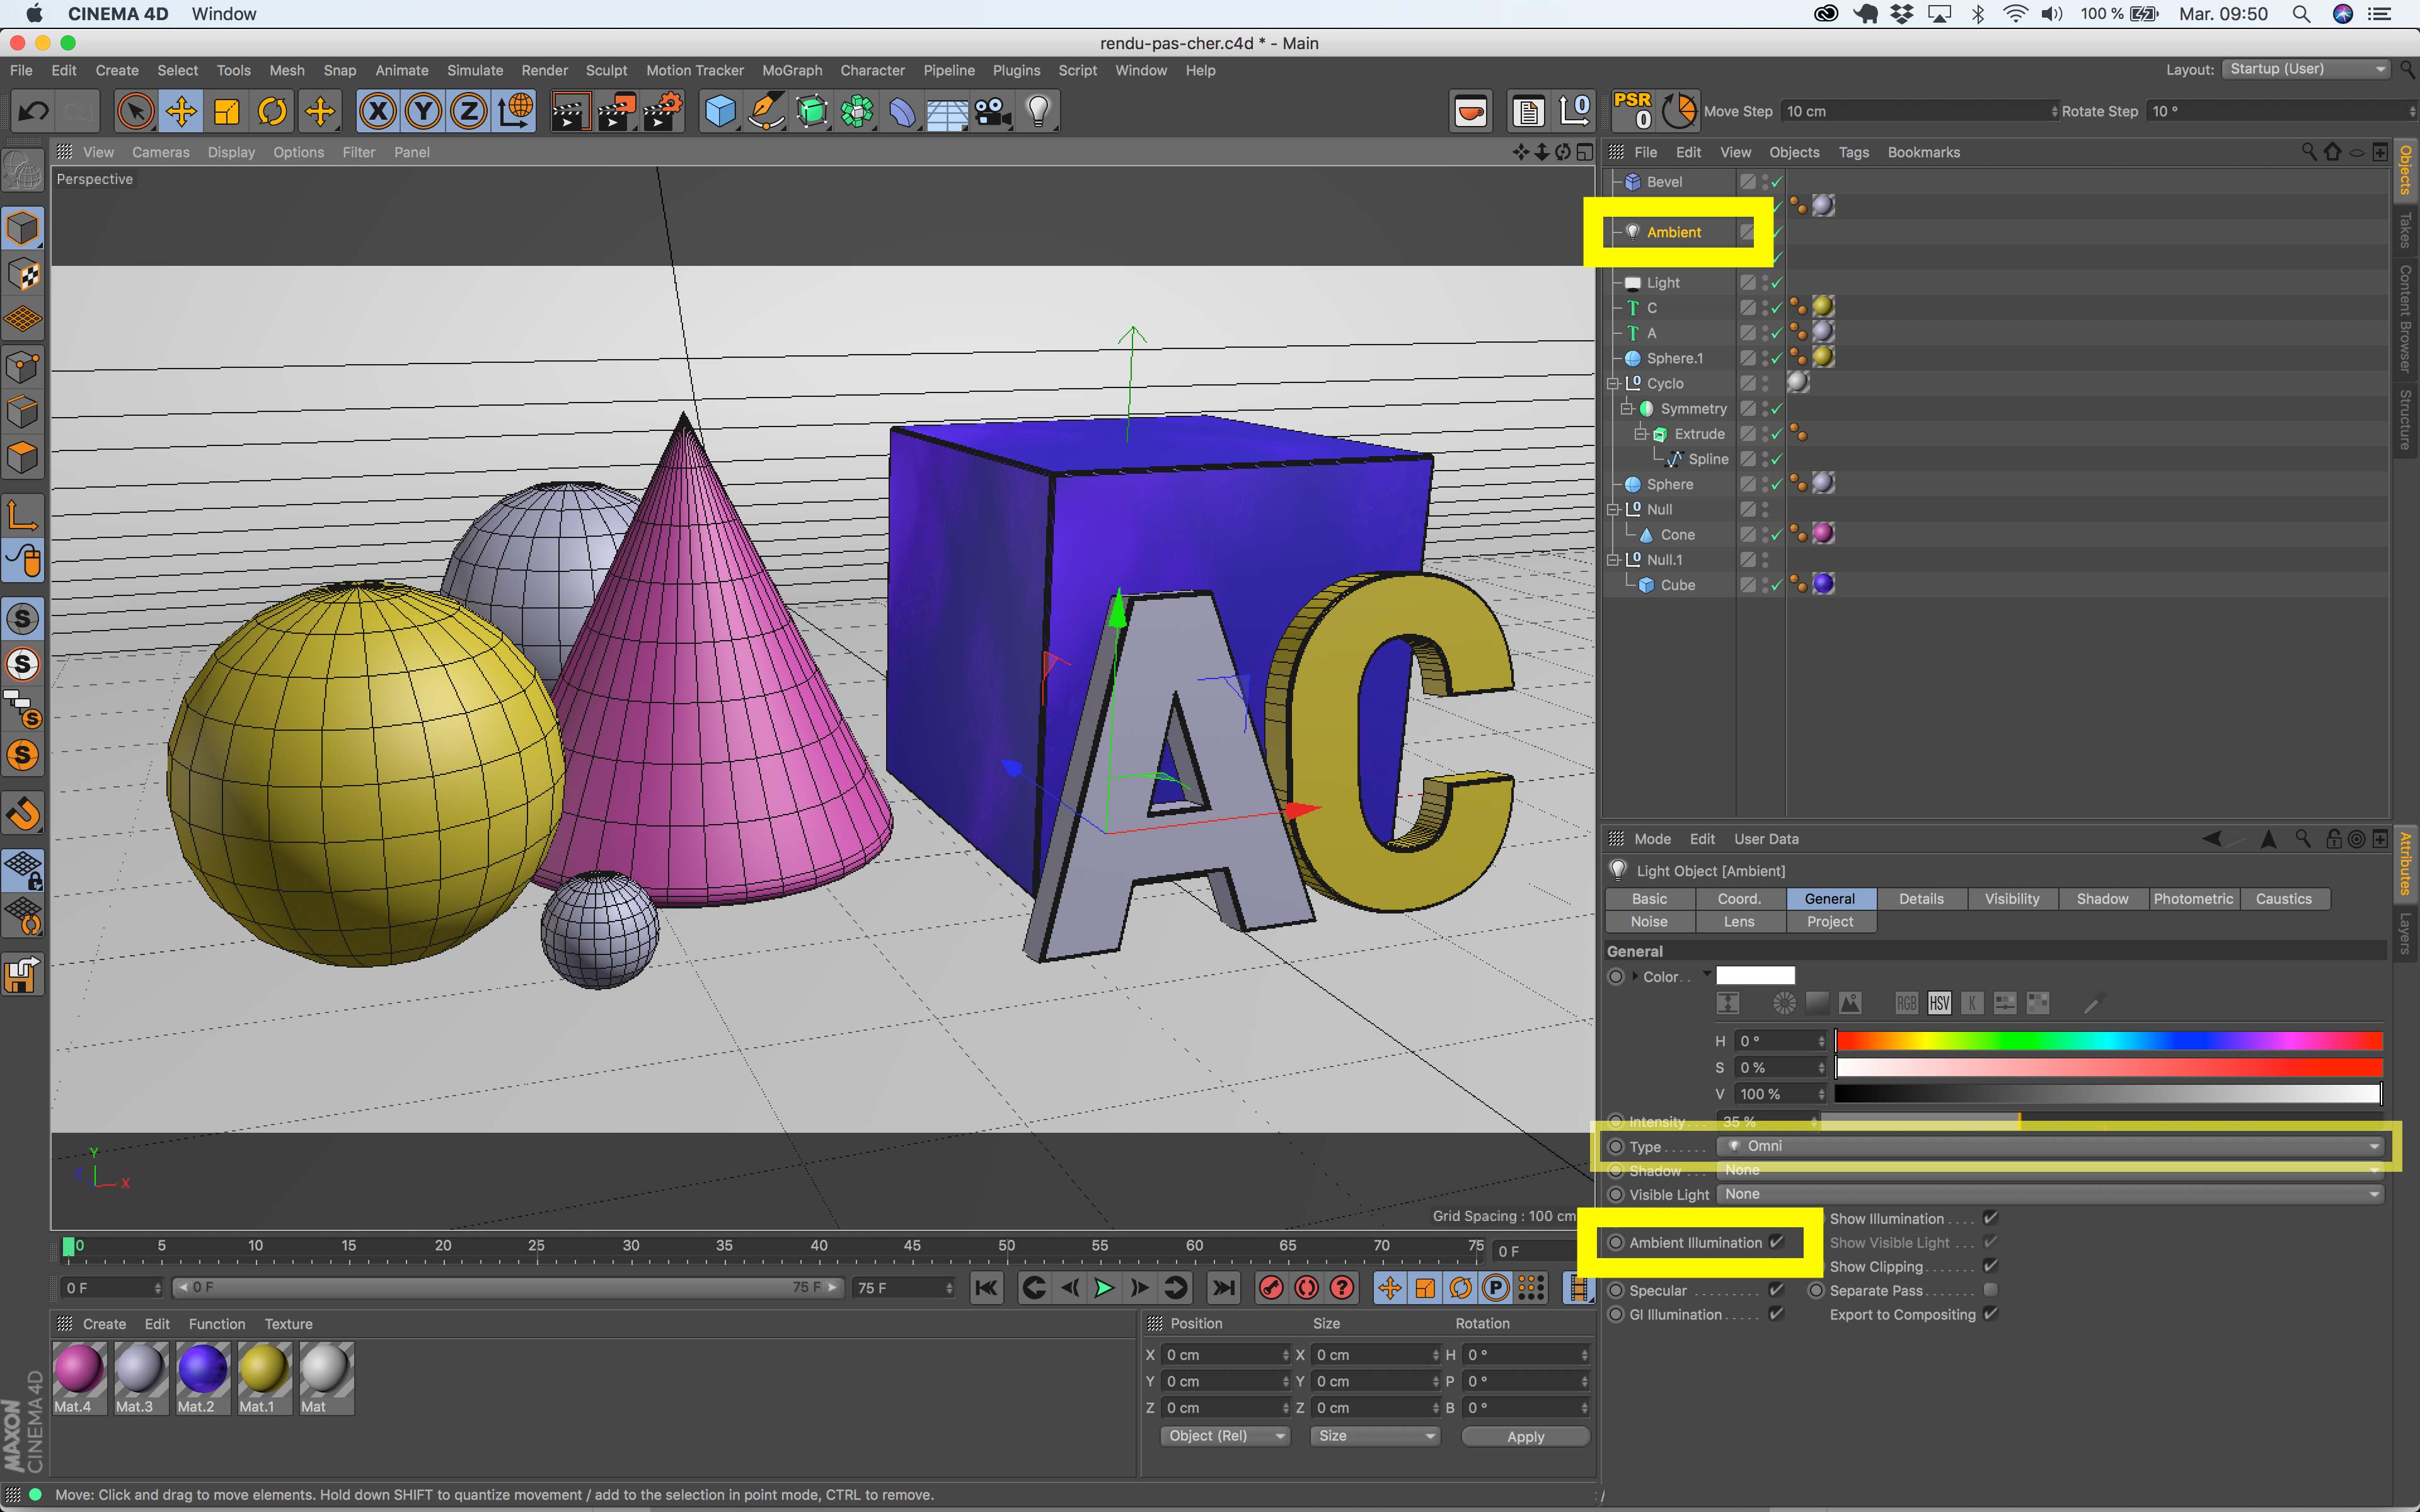 CINEMA 4D Window 100 % Mar. 09:50
rendu-pas-cher.c4d * - Main
File Edit Create Select Tools Mesh Snap Animate Simulate Render Sculpt Motion Tracker MoGraph Character Pipeline Plugins Script Window Help Layout: Startup (User)
X Y Z 0 PSR 0 Move Step 10 cm Rotate Step 10 °
View Cameras Display Options Filter Panel
Perspective
A C
Y
Z X
Grid Spacing : 100 cm
File Edit View Objects Tags Bookmarks
Bevel
Ambient
Light
C
A
Sphere.1
Cyclo
Symmetry
Extrude
Spline
Sphere
Null
Cone
Null.1
Cube
Objects
Takes
Content Browser
Structure
Mode Edit User Data
Light Object [Ambient]
Basic Coord. General Details Visibility Shadow Photometric Caustics
Noise Lens Project
Attributes
Layers
General
Color
RGB HSV K
H 0 °
S 0 %
V 100 %
Intensity 35 %
Type Omni
Shadow None
Visible Light None
Show Illumination
Ambient Illumination Show Visible Light
Show Clipping
Specular Separate Pass
GI Illumination Export to Compositing
0 5 10 15 20 25 30 35 40 45 50 55 60 65 70 75 0 F
0 F 0 F 75 F 75 F P
Create Edit Function Texture
Mat.4 Mat.3 Mat.2 Mat.1 Mat
Position Size Rotation
X 0 cm X 0 cm H 0 °
Y 0 cm Y 0 cm P 0 °
Z 0 cm Z 0 cm B 0 °
Object (Rel) Size Apply
MAXON
CINEMA 4D
Move: Click and drag to move elements. Hold down SHIFT to quantize movement / add to the selection in point mode, CTRL to remove.